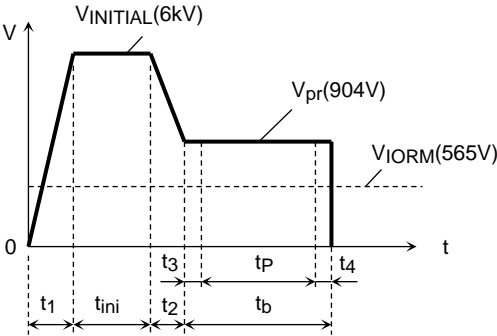 VINITIAL(6kV)
V
Vpr(904V)
VIORM(565V)
0
t
t3
tP
t4
t1
tini
t2
tb